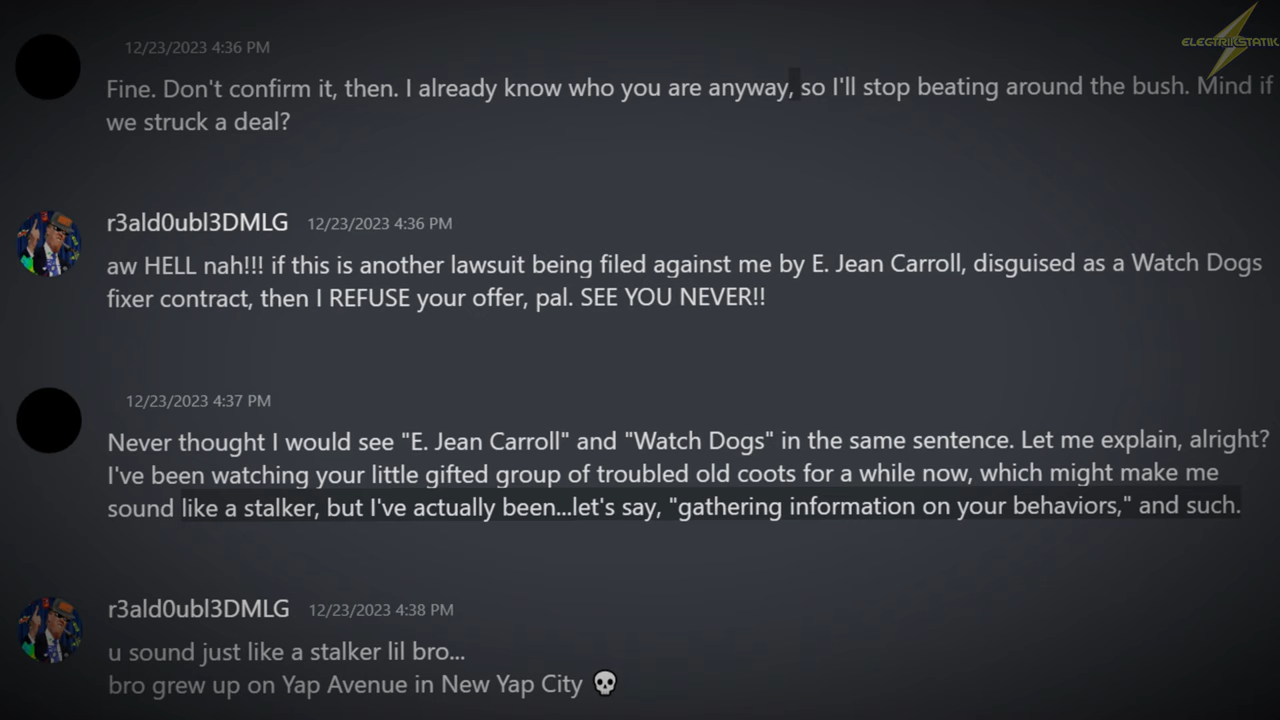 ELECTRIKSTATIK
12/23/2023 4:36 PM
Fine. Don't confirm it, then. I already know who you are anyway, so I'll stop beating around the bush. Mind if
we struck a deal?
r3ald0ubl3DMLG 12/23/2023 4:36 PM
aw HELL nah!!! if this is another lawsuit being filed against me by E. Jean Carroll, disguised as a Watch Dogs
fixer contract, then I REFUSE your offer, pal. SEE YOU NEVER!!
12/23/2023 4:37 PM
Never thought I would see "E. Jean Carroll" and "Watch Dogs" in the same sentence. Let me explain, alright?
I've been watching your little gifted group of troubled old coots for a while now, which might make me
sound like a stalker, but I've actually been...let's say, "gathering information on your behaviors," and such.
r3ald0ubl3DMLG 12/23/2023 4:38 PM
u sound just like a stalker lil bro...
bro grew up on Yap Avenue in New Yap City 💀